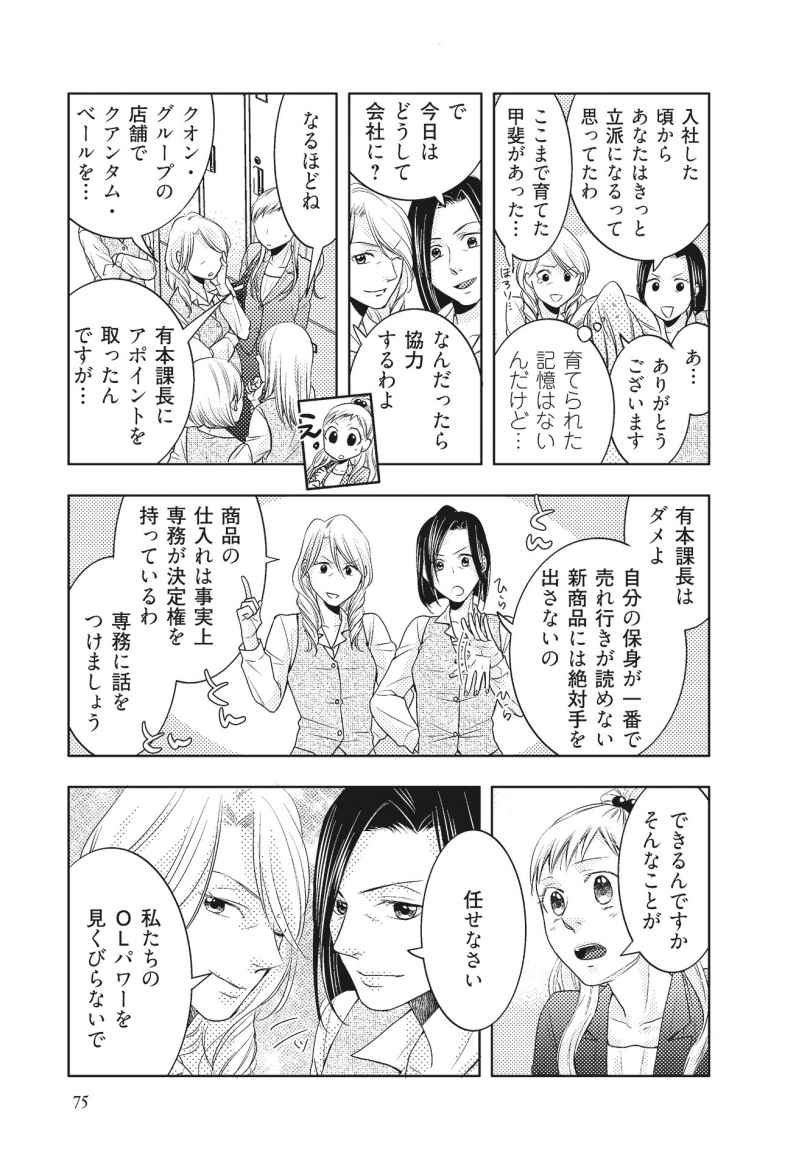 入社した
頃から
あなたはきっと
立派になるって
思ってたわ
ここまで育てた
甲斐があった…
ほろり…
あ…
ありがとう
ございます
育てられた
記憶はない
んだけど…
で
今日は
どうして
会社に?
なんだったら
協力
するわよ
え。
なるほどね
クオン・
グループの
店舗で
クアンタム・
ベールを…
有本課長に
アポイントを
取ったん
ですが…
有本課長は
ダメよ
自分の保身が一番で
売れ行きが読めない
新商品には絶対手を
出さないの
とん
ひら
ひら
商品の
仕入れは事実上
専務が決定権を
持っているわ
専務に話を
つけましょう
とん
できるんですか
そんなことが
任せなさい
私たちの
OLパワーを
見くびらないで
75